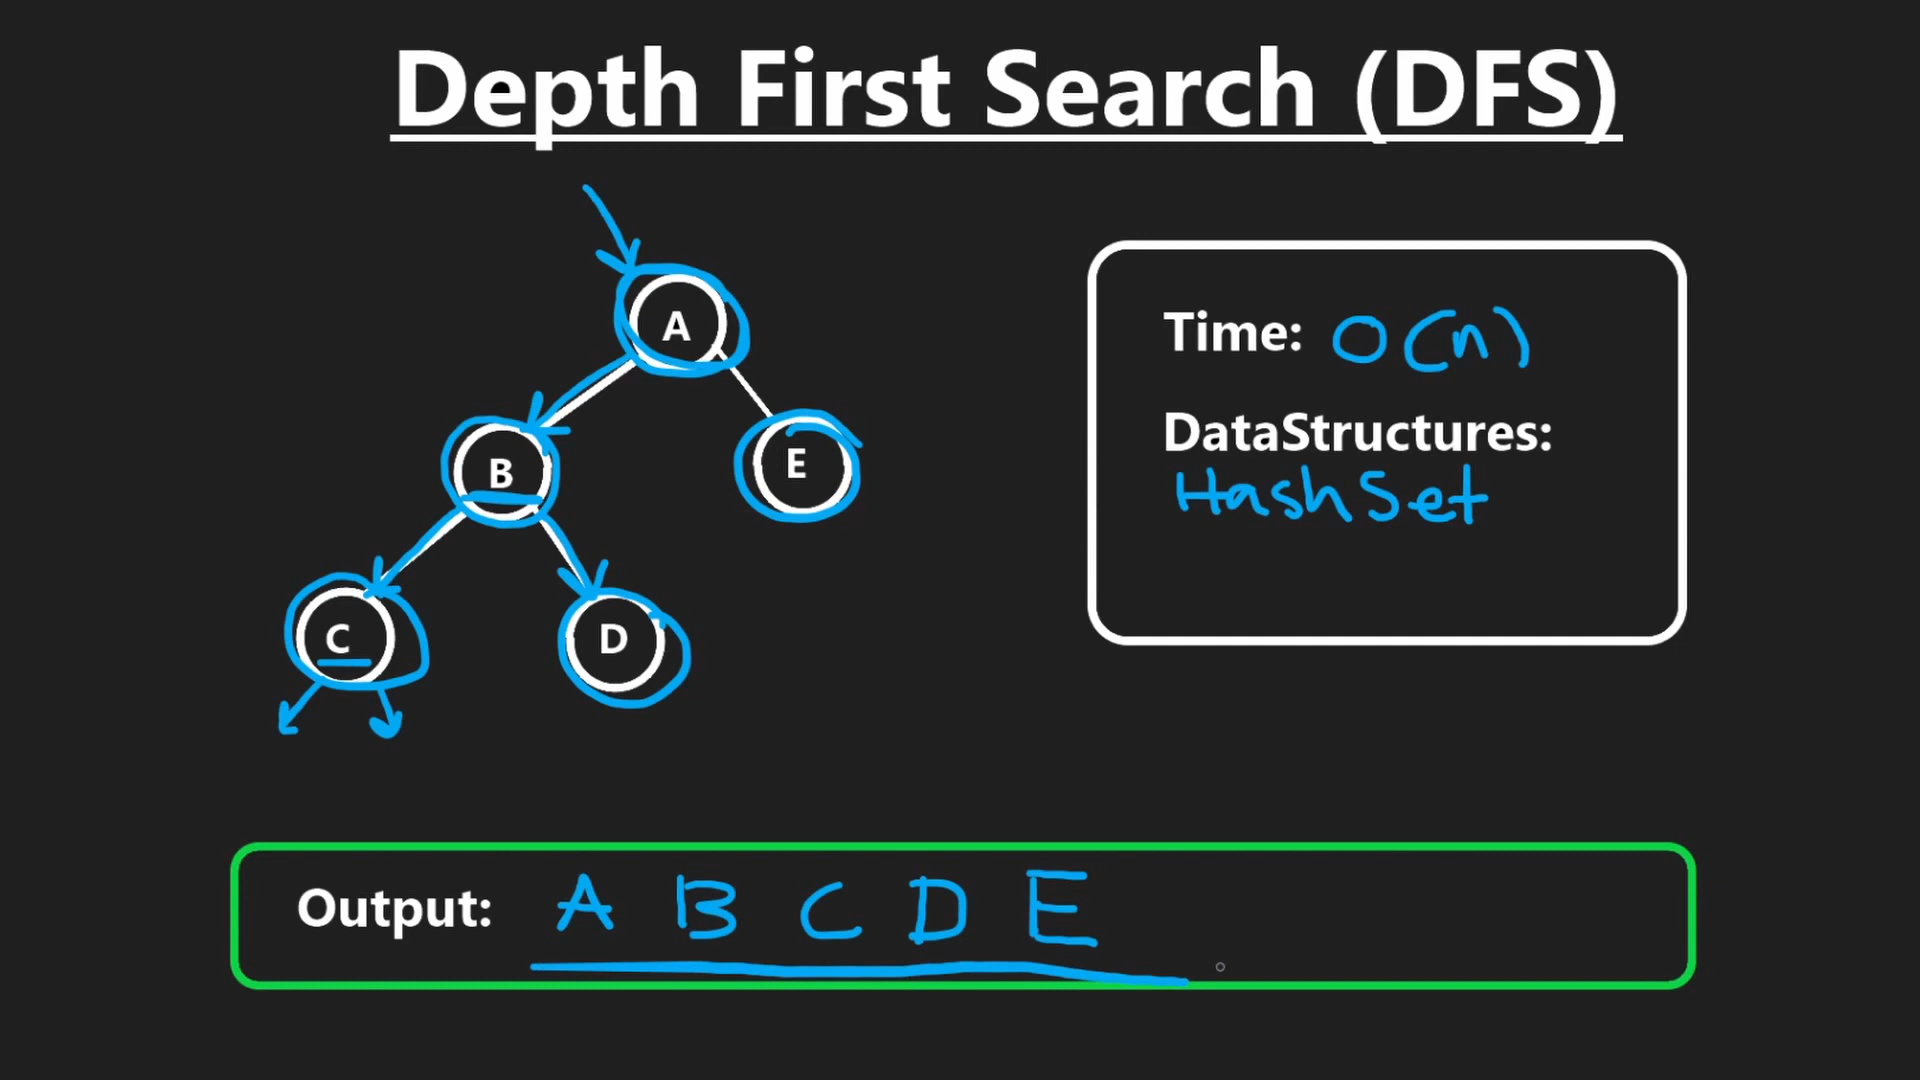 Depth First Search (DFS)
A
B
E
C
D
Time: O(n)
DataStructures:
HashSet
Output: A B C D E